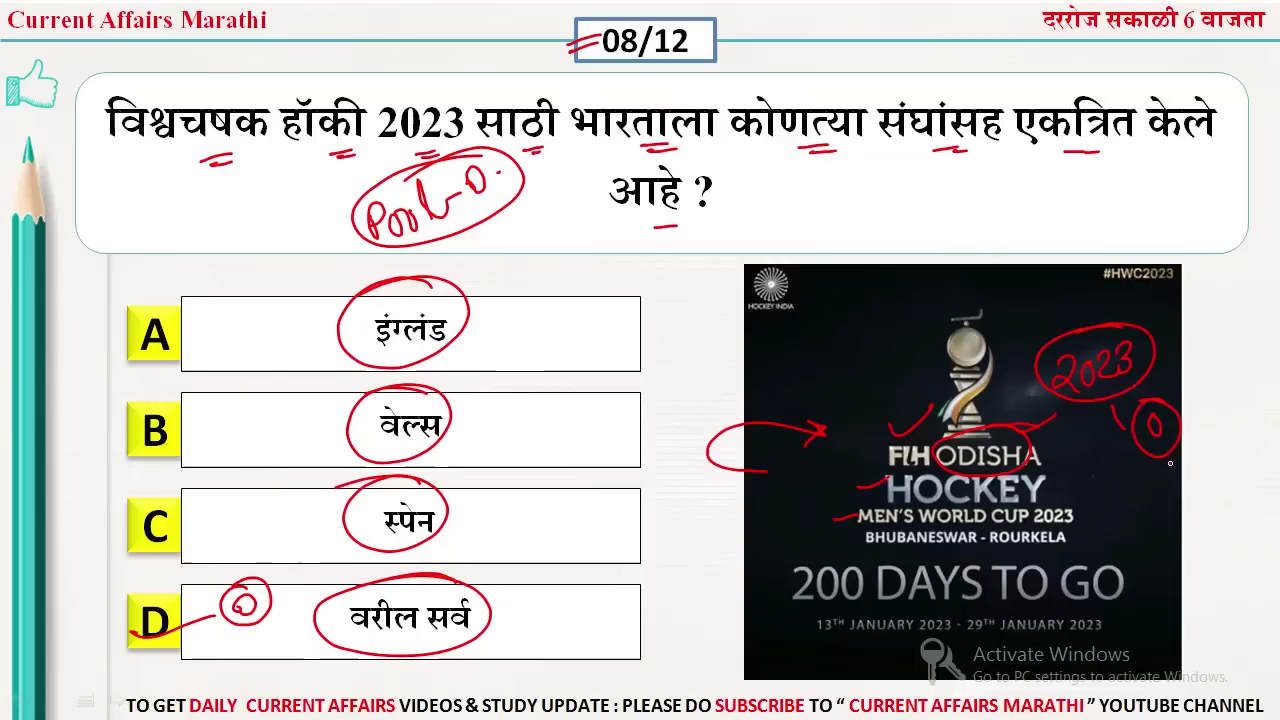 Current Affairs Marathi
दररोज सकाळी 6 वाजता
08/12
विश्वचषक हॉकी 2023 साठी भारताला कोणत्या संघांसह एकत्रित केले
आहे ?
Pool-D.
A
इंग्लंड
B
वेल्स
C
स्पेन
D
वरील सर्व
HOCKEY INDIA
#HWC2023
2023
FIH ODISHA
HOCKEY
MEN'S WORLD CUP 2023
BHUBANESWAR - ROURKELA
200 DAYS TO GO
13TH JANUARY 2023 - 29TH JANUARY 2023
Activate Windows
Go to PC settings to activate Windows.
TO GET DAILY CURRENT AFFAIRS VIDEOS & STUDY UPDATE : PLEASE DO SUBSCRIBE TO “ CURRENT AFFAIRS MARATHI ” YOUTUBE CHANNEL